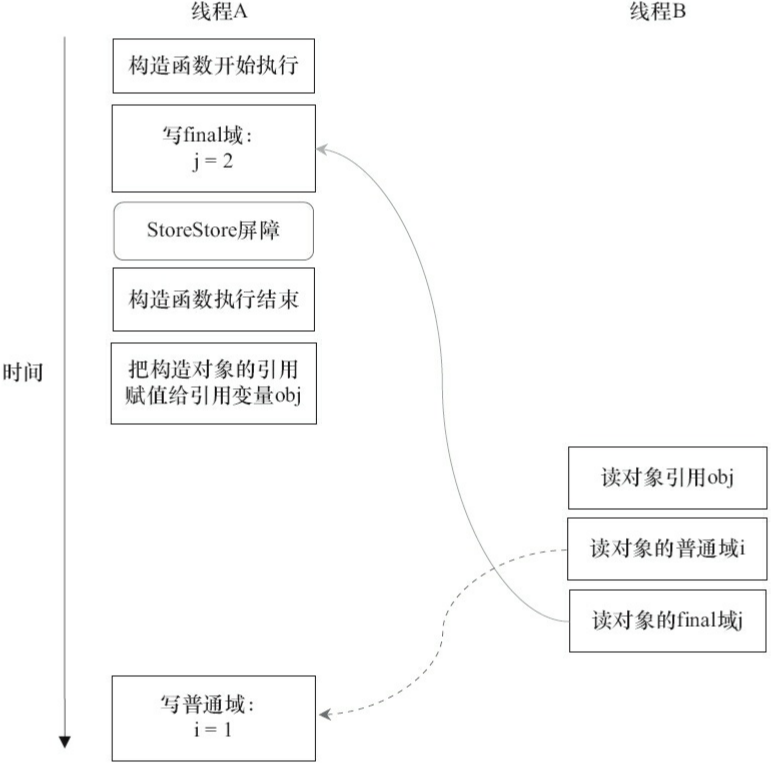 线程A
线程B
构造函数开始执行
写final域：
j = 2
StoreStore屏障
构造函数执行结束
时间
把构造对象的引用
赋值给引用变量obj
读对象引用obj
读对象的普通域i
读对象的final域j
写普通域：
i = 1